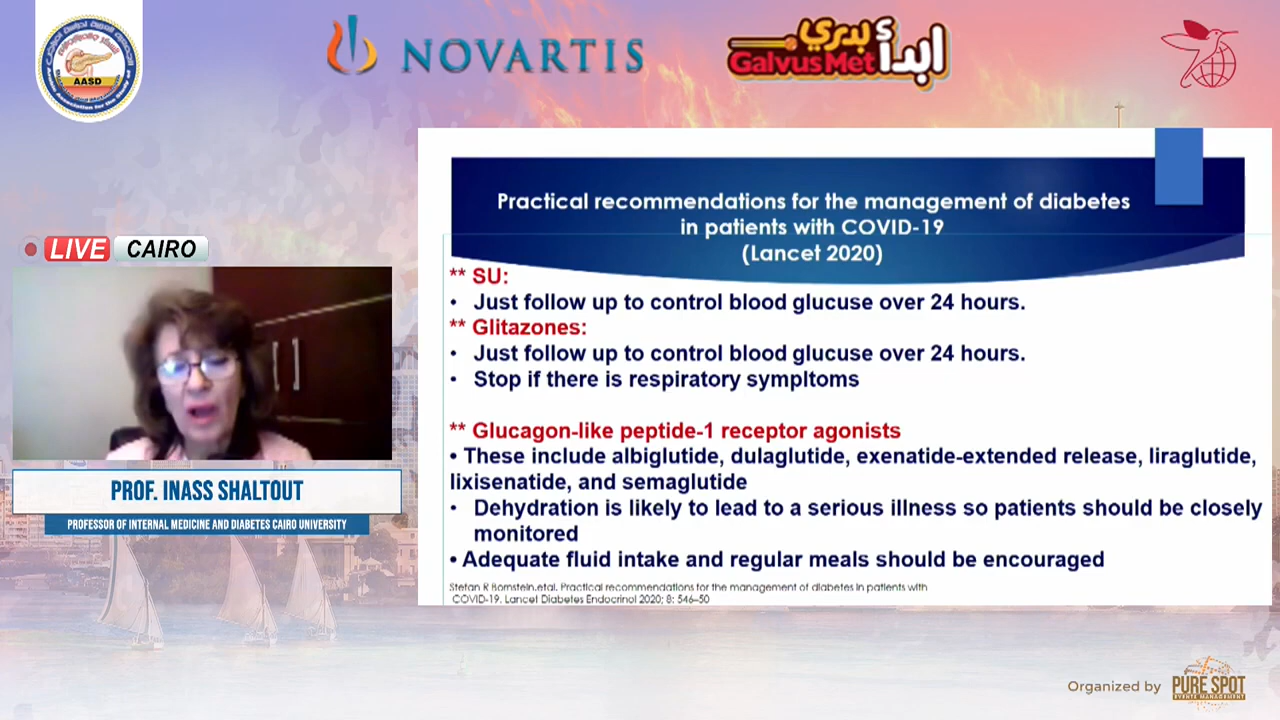 AASD
NOVARTIS
ابدأ بدري
GalvusMet
LIVE CAIRO
PROF. INASS SHALTOUT
PROFESSOR OF INTERNAL MEDICINE AND DIABETES CAIRO UNIVERSITY
Practical recommendations for the management of diabetes
in patients with COVID-19
(Lancet 2020)
** SU:
• Just follow up to control blood glucuse over 24 hours.
** Glitazones:
• Just follow up to control blood glucuse over 24 hours.
• Stop if there is respiratory sympltoms
** Glucagon-like peptide-1 receptor agonists
• These include albiglutide, dulaglutide, exenatide-extended release, liraglutide,
lixisenatide, and semaglutide
• Dehydration is likely to lead to a serious illness so patients should be closely
monitored
• Adequate fluid intake and regular meals should be encouraged
Stefan R Bornstein.etal. Practical recommendations for the management of diabetes in patients with
COVID-19. Lancet Diabetes Endocrinol 2020; 8: 546–50
Organized by PURE SPOT
EVENTS MANAGEMENT